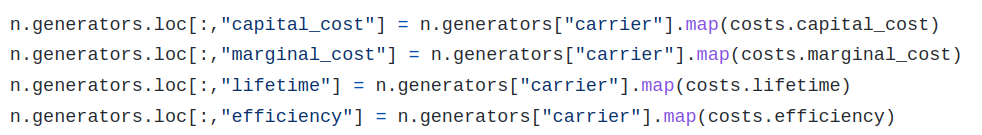 n.generators.loc[:,"capital_cost"] = n.generators["carrier"].map(costs.capital_cost)
n.generators.loc[:,"marginal_cost"] = n.generators["carrier"].map(costs.marginal_cost)
n.generators.loc[:,"lifetime"] = n.generators["carrier"].map(costs.lifetime)
n.generators.loc[:,"efficiency"] = n.generators["carrier"].map(costs.efficiency)